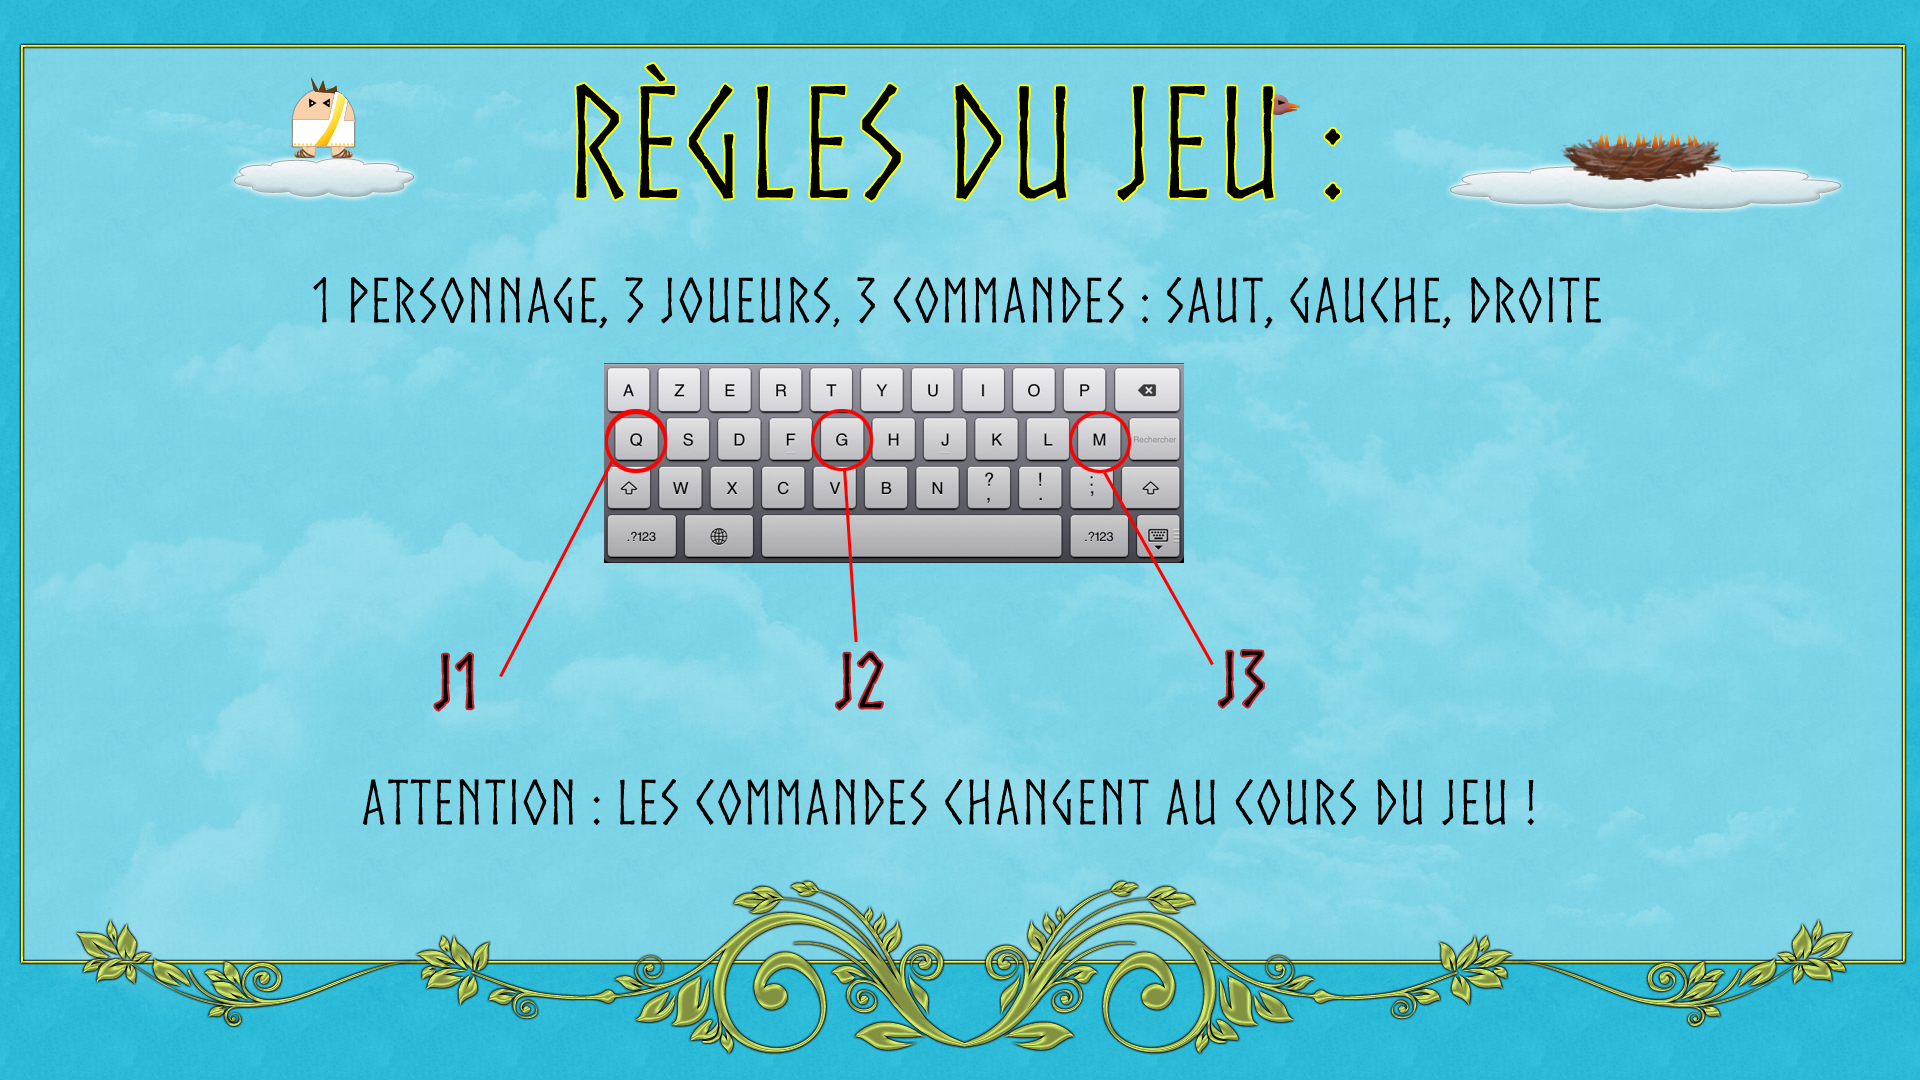 RÈGLES DU JEU :
1 PERSONNAGE, 3 JOUEURS, 3 COMMANDES : SAUT, GAUCHE, DROITE
A Z E R T Y U I O P
Q S D F G H J K L M Rechercher
W X C V B N ? , ! . : ;
.?123 .?123
J1 J2 J3
ATTENTION : LES COMMANDES CHANGENT AU COURS DU JEU !